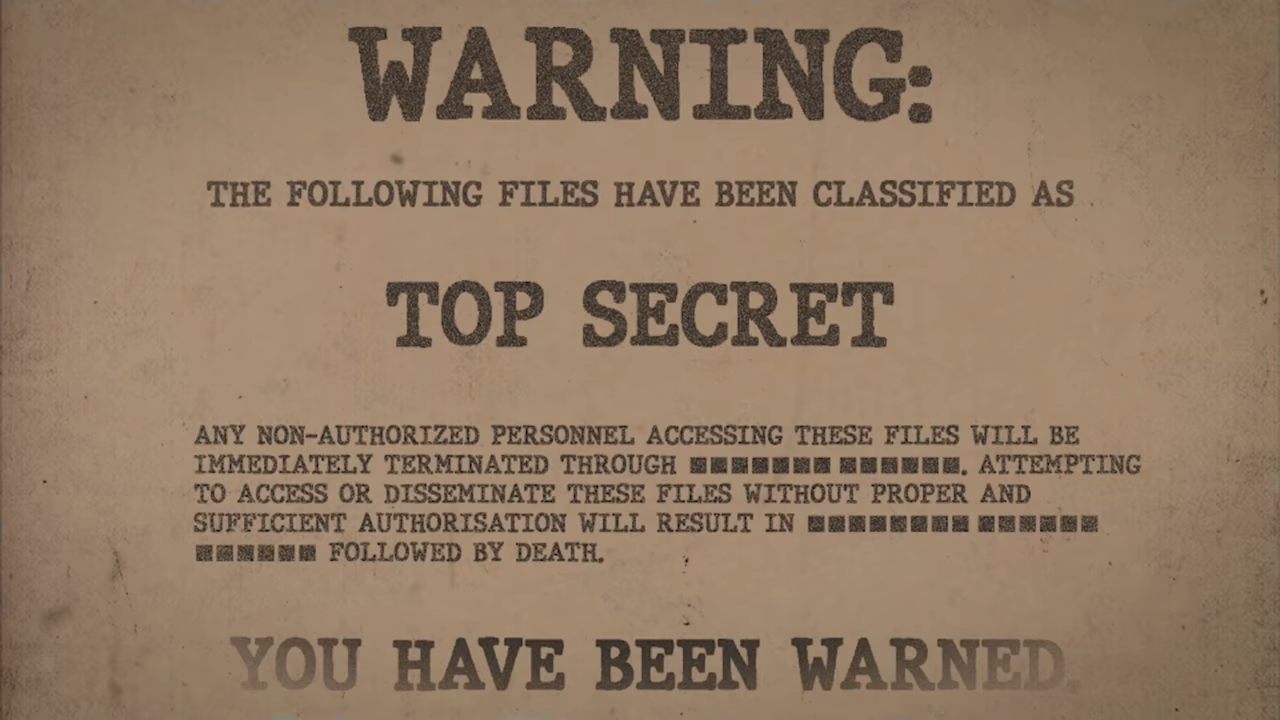 WARNING:
THE FOLLOWING FILES HAVE BEEN CLASSIFIED AS
TOP SECRET
ANY NON-AUTHORIZED PERSONNEL ACCESSING THESE FILES WILL BE
IMMEDIATELY TERMINATED THROUGH ■■■■■■■ ■■■■■■. ATTEMPTING
TO ACCESS OR DISSEMINATE THESE FILES WITHOUT PROPER AND
SUFFICIENT AUTHORISATION WILL RESULT IN ■■■■■■■■ ■■■■■■
■■■■■■ FOLLOWED BY DEATH.
YOU HAVE BEEN WARNED.